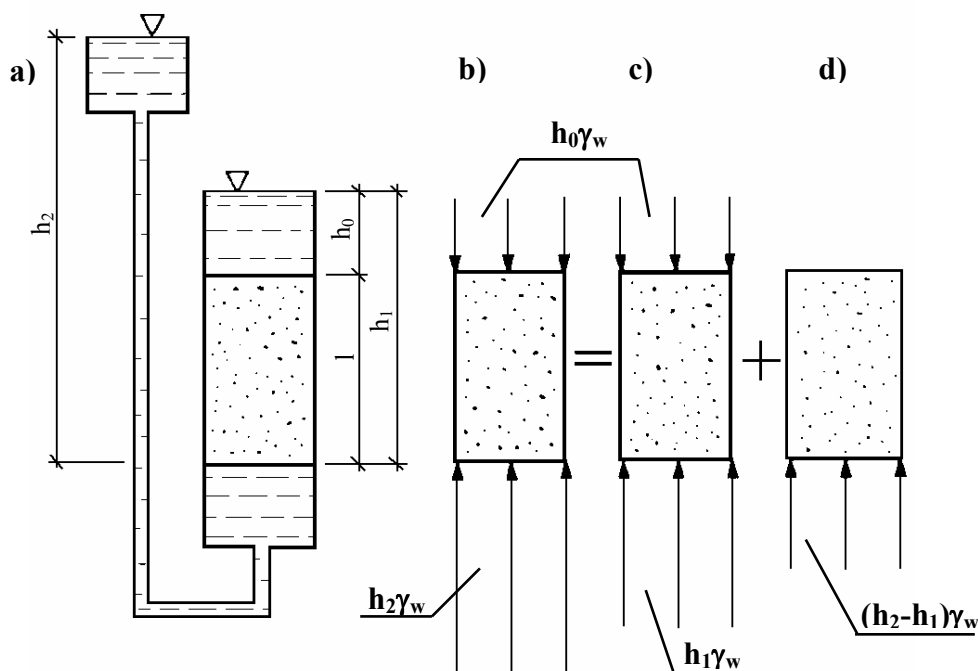 a)
b)
c)
d)
h₀γw
h₂
h₀
l
h₁
=
+
h₂γw
h₁γw
(h₂-h₁)γw